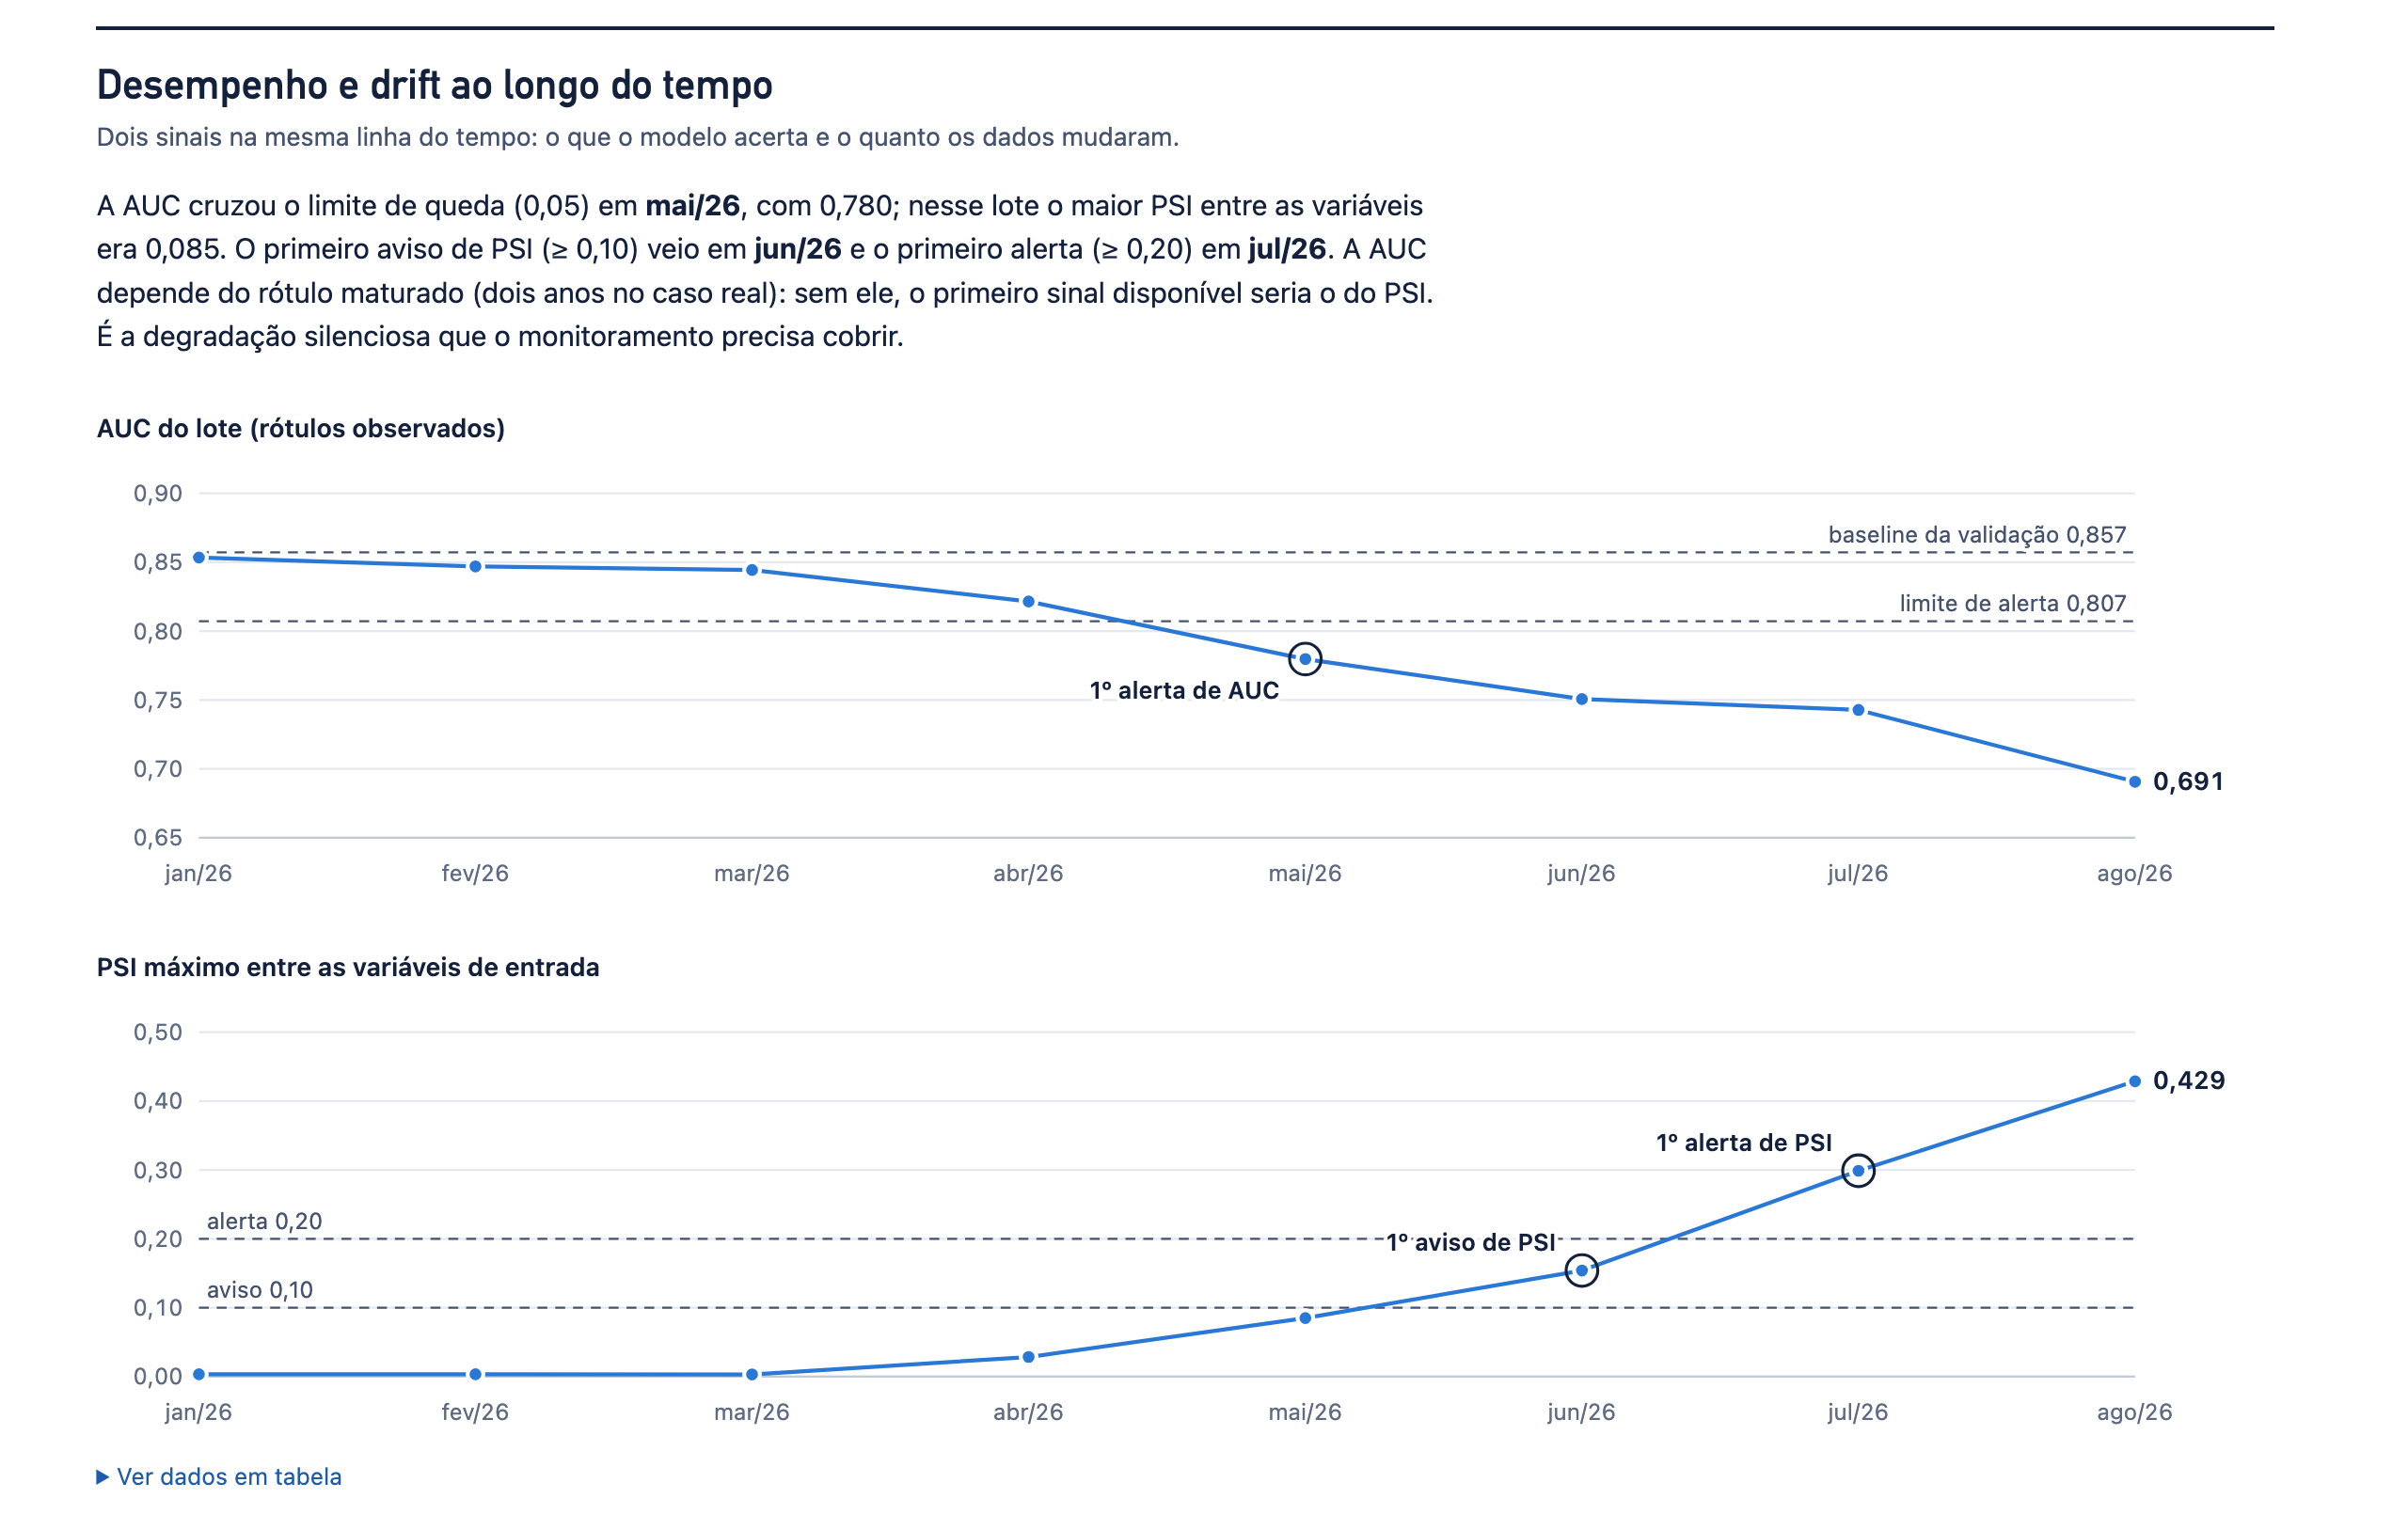 Desempenho e drift ao longo do tempo
Dois sinais na mesma linha do tempo: o que o modelo acerta e o quanto os dados mudaram.
A AUC cruzou o limite de queda (0,05) em mai/26, com 0,780; nesse lote o maior PSI entre as variáveis
era 0,085. O primeiro aviso de PSI (≥ 0,10) veio em jun/26 e o primeiro alerta (≥ 0,20) em jul/26. A AUC
depende do rótulo maturado (dois anos no caso real): sem ele, o primeiro sinal disponível seria o do PSI.
É a degradação silenciosa que o monitoramento precisa cobrir.
AUC do lote (rótulos observados)
0,90
baseline da validação 0,857
0,85
limite de alerta 0,807
0,80
1º alerta de AUC
0,75
0,70
0,691
0,65
jan/26 fev/26 mar/26 abr/26 mai/26 jun/26 jul/26 ago/26
PSI máximo entre as variáveis de entrada
0,50
0,429
0,40
1º alerta de PSI
0,30
alerta 0,20
0,20
1º aviso de PSI
aviso 0,10
0,10
0,00
jan/26 fev/26 mar/26 abr/26 mai/26 jun/26 jul/26 ago/26
▶ Ver dados em tabela